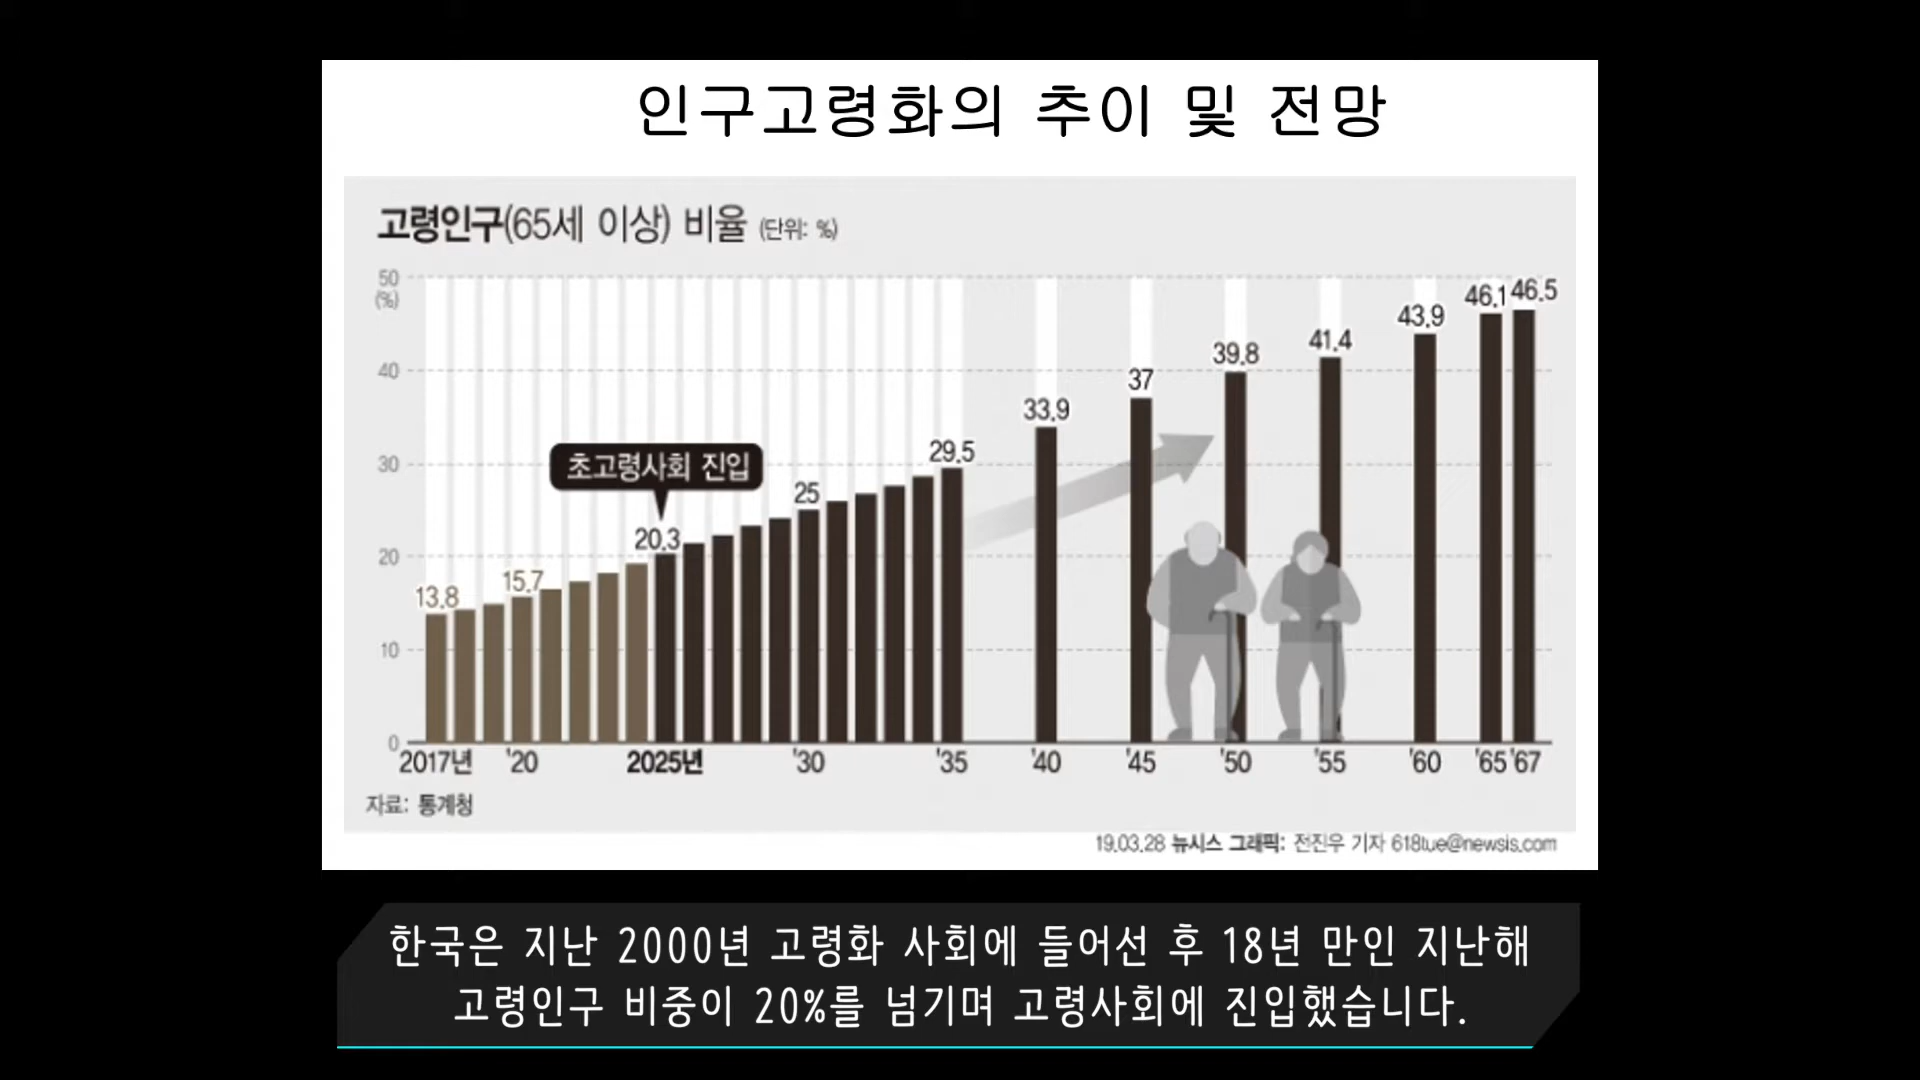 인구고령화의 추이 및 전망
고령인구(65세 이상) 비율 (단위: %)
50
(%)
40
30
20
10
0
13.8
15.7
20.3
초고령사회 진입
25
29.5
33.9
37
39.8
41.4
43.9
46.1
46.5
2017년 '20 2025년 '30 '35 '40 '45 '50 '55 '60 '65 '67
자료: 통계청
19.03.28 뉴시스 그래픽: 전진우 기자 618tue@newsis.com
한국은 지난 2000년 고령화 사회에 들어선 후 18년 만인 지난해
고령인구 비중이 20%를 넘기며 고령사회에 진입했습니다.